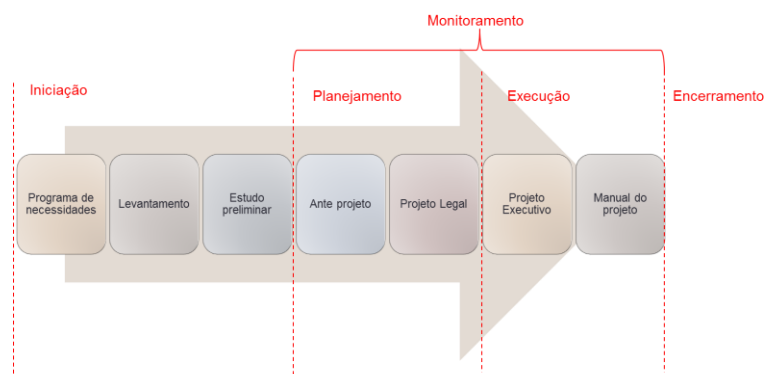 Monitoramento
Iniciação
Planejamento
Execução
Encerramento
Programa de
necessidades
Levantamento
Estudo
preliminar
Ante projeto
Projeto Legal
Projeto
Executivo
Manual do
projeto